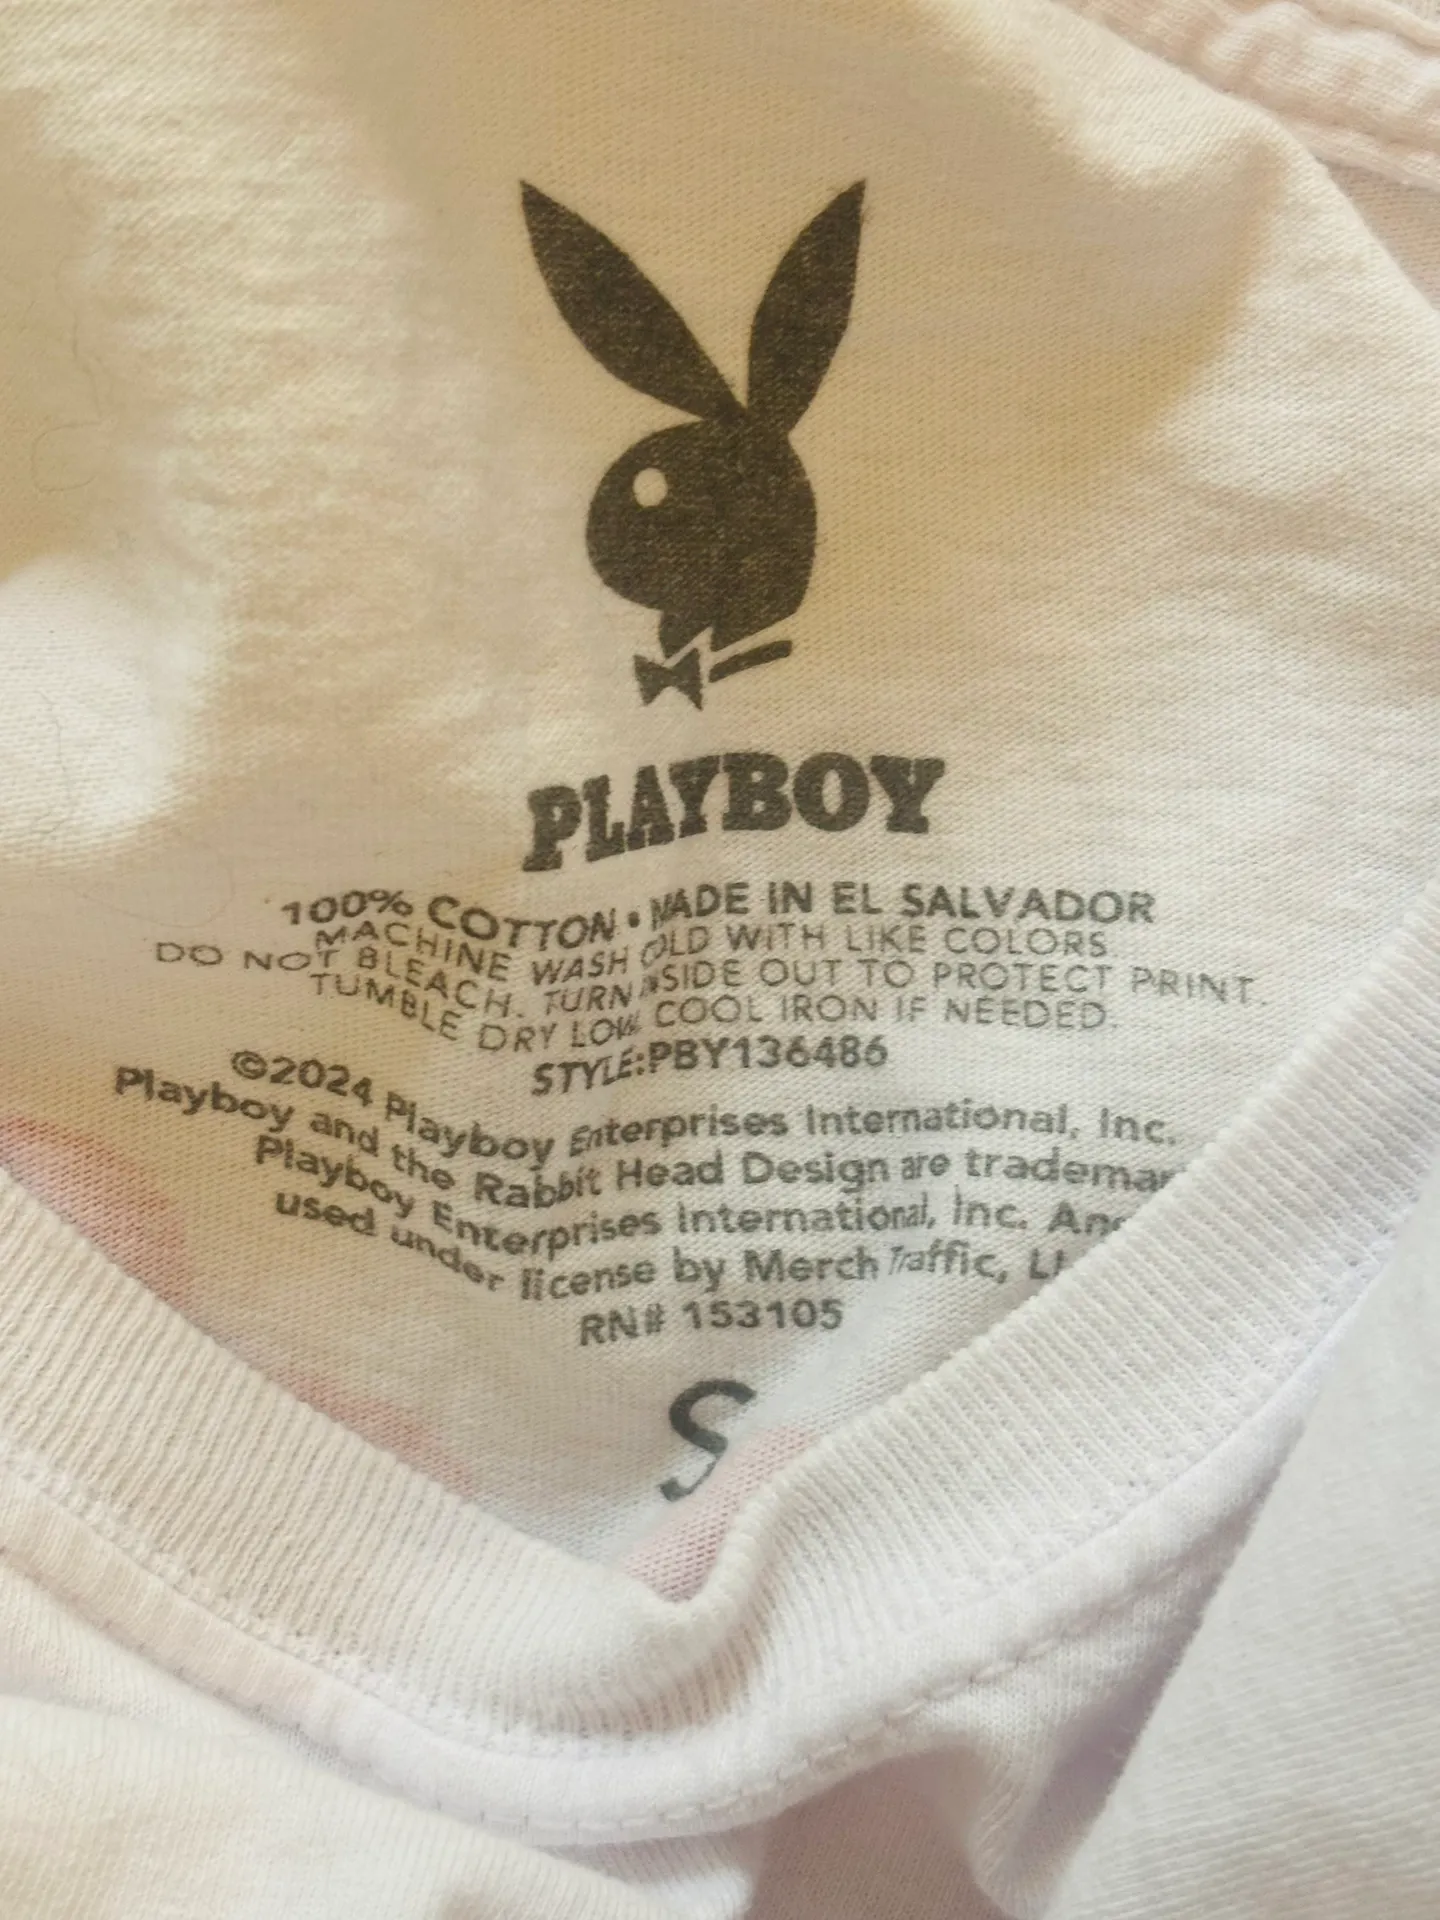 PLAYBOY
100% COTTON • MADE IN EL SALVADOR
MACHINE WASH COLD WITH LIKE COLORS
DO NOT BLEACH. TURN INSIDE OUT TO PROTECT PRINT.
TUMBLE DRY LOW. COOL IRON IF NEEDED.
STYLE:PBY136486
©2024 Playboy Enterprises International, Inc.
Playboy and the Rabbit Head Design are
Playboy Enterprises International, Inc.
used under license by Merch Traffic,
RN# 153105
S